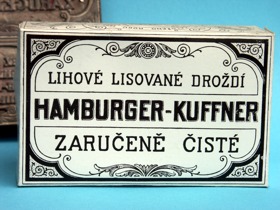 LIHOVÉ LISOVANÉ DROŽDÍ
HAMBURGER-KUFFNER
ZARUČENĚ ČISTÉ